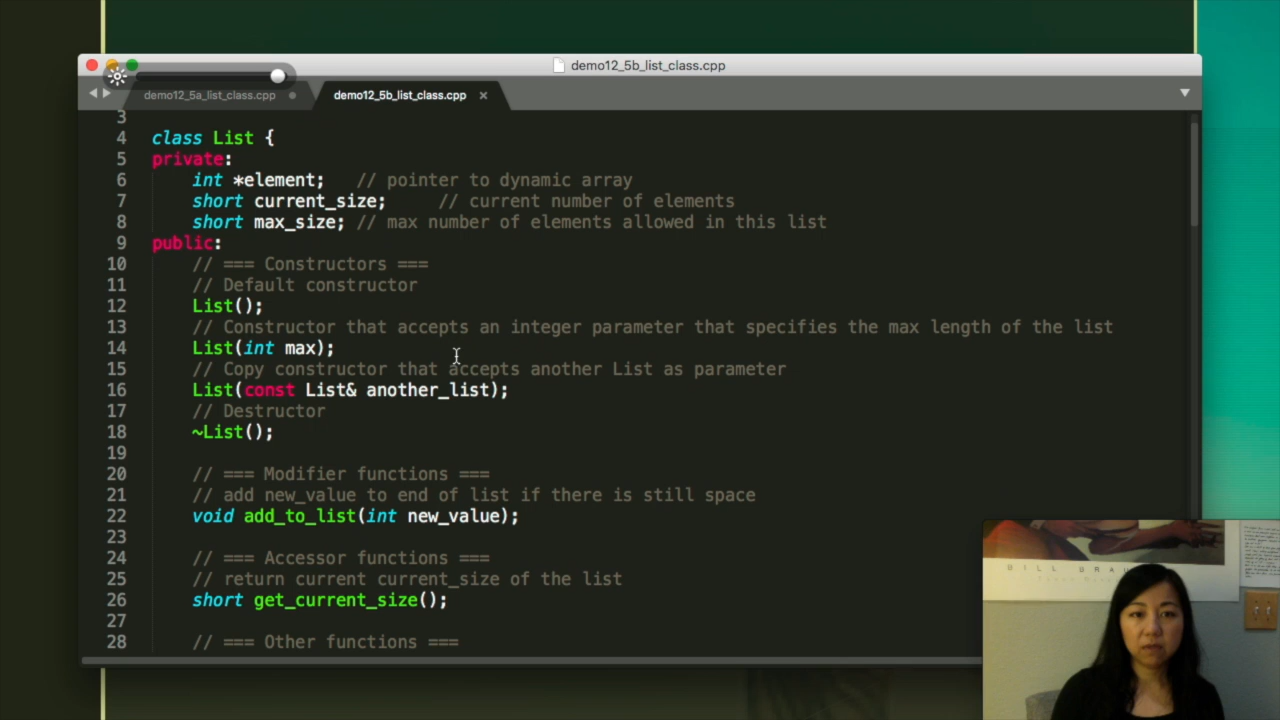 demo12_5b_list_class.cpp
demo12_5a_list_class.cpp
demo12_5b_list_class.cpp
3
4 class List {
5 private:
6 int *element; // pointer to dynamic array
7 short current_size; // current number of elements
8 short max_size; // max number of elements allowed in this list
9 public:
10 // === Constructors ===
11 // Default constructor
12 List();
13 // Constructor that accepts an integer parameter that specifies the max length of the list
14 List(int max);
15 // Copy constructor that accepts another List as parameter
16 List(const List& another_list);
17 // Destructor
18 ~List();
19
20 // === Modifier functions ===
21 // add new_value to end of list if there is still space
22 void add_to_list(int new_value);
23
24 // === Accessor functions ===
25 // return current current_size of the list
26 short get_current_size();
27
28 // === Other functions ===
BILL